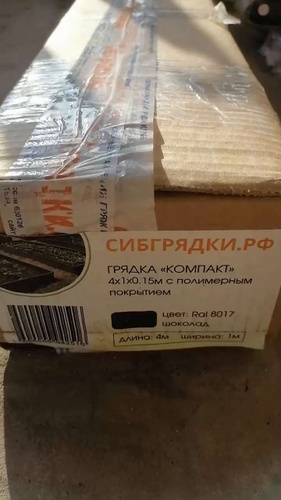 СИБГРЯДКИ.РФ
ГРЯДКА «КОМПАКТ»
4х1х0.15м с полимерным
покрытием
цвет: Ral 8017
шоколад
длина: 4м ширина: 1м